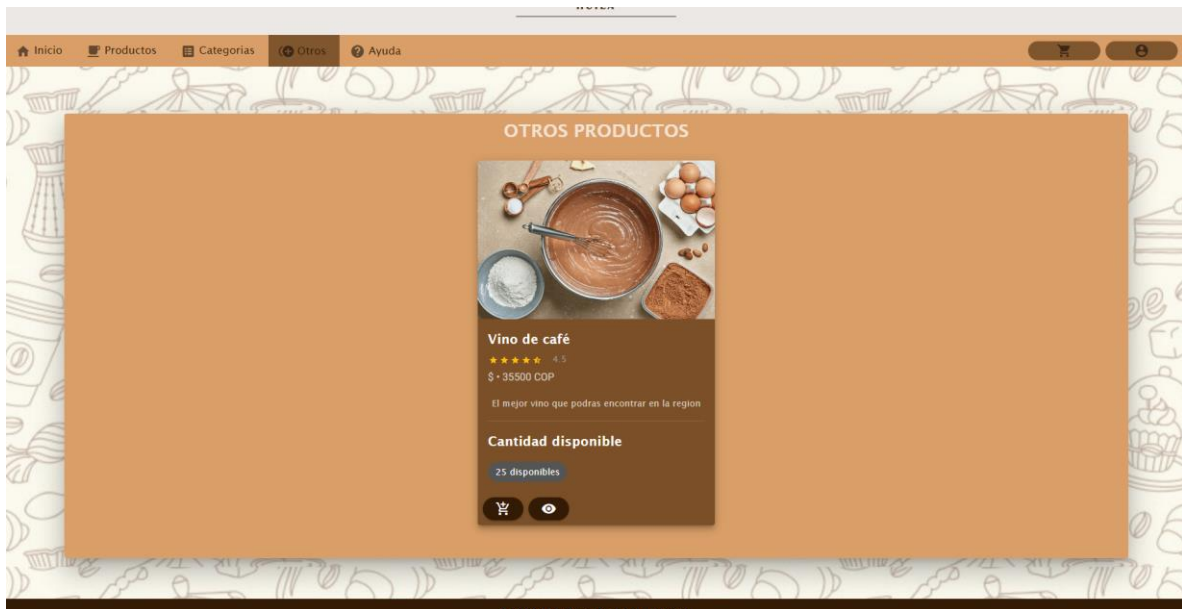 Inicio
Productos
Categorias
Otros
Ayuda
OTROS PRODUCTOS
Vino de café
4.5
$ • 35500 COP
El mejor vino que podras encontrar en la region
Cantidad disponible
25 disponibles